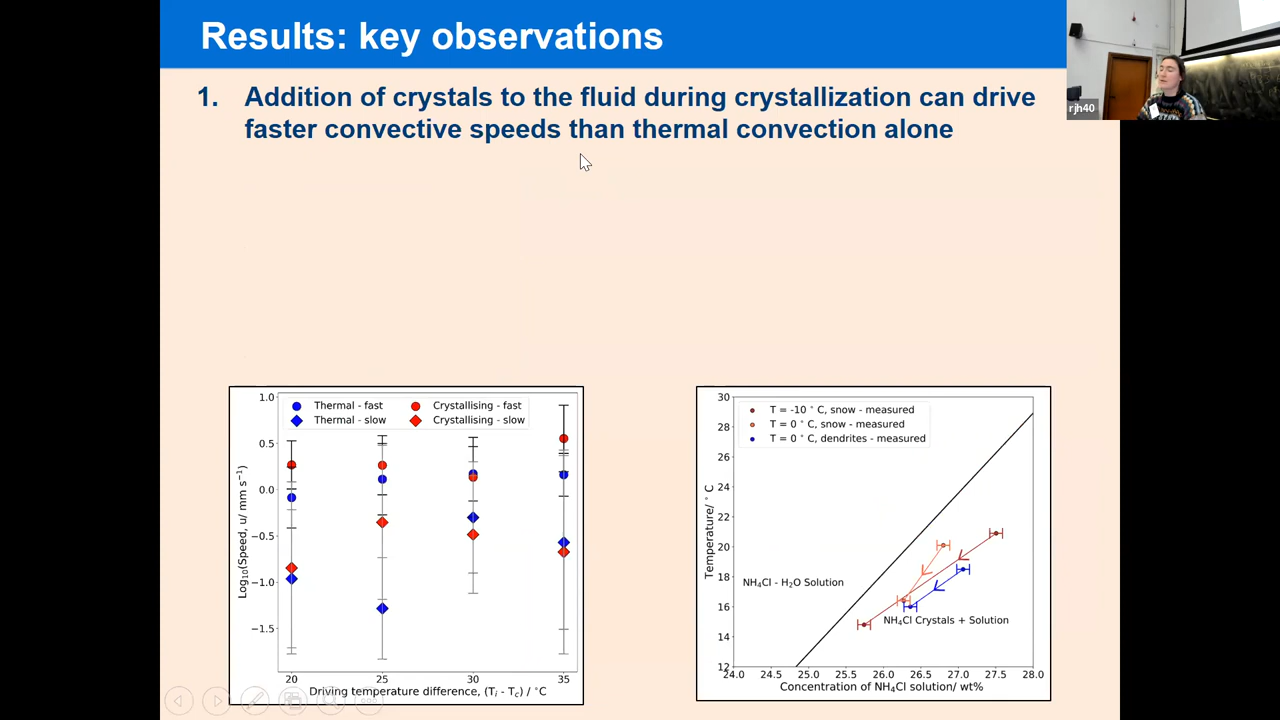 Results: key observations
rjh40
1. Addition of crystals to the fluid during crystallization can drive
faster convective speeds than thermal convection alone
Thermal - fast
Crystallising - fast
Thermal - slow
Crystallising - slow
1.0
0.5
0.0
−0.5
−1.0
−1.5
Log10(Speed, u/ mm s⁻¹)
20
25
30
35
Driving temperature difference, (Ti - Tc) / °C
T = -10 °C, snow - measured
T = 0 °C, snow - measured
T = 0 °C, dendrites - measured
30
28
26
24
22
20
18
16
14
12
Temperature/ °C
NH4Cl - H2O Solution
NH4Cl Crystals + Solution
24.0
24.5
25.0
25.5
26.0
26.5
27.0
27.5
28.0
Concentration of NH4Cl solution/ wt%